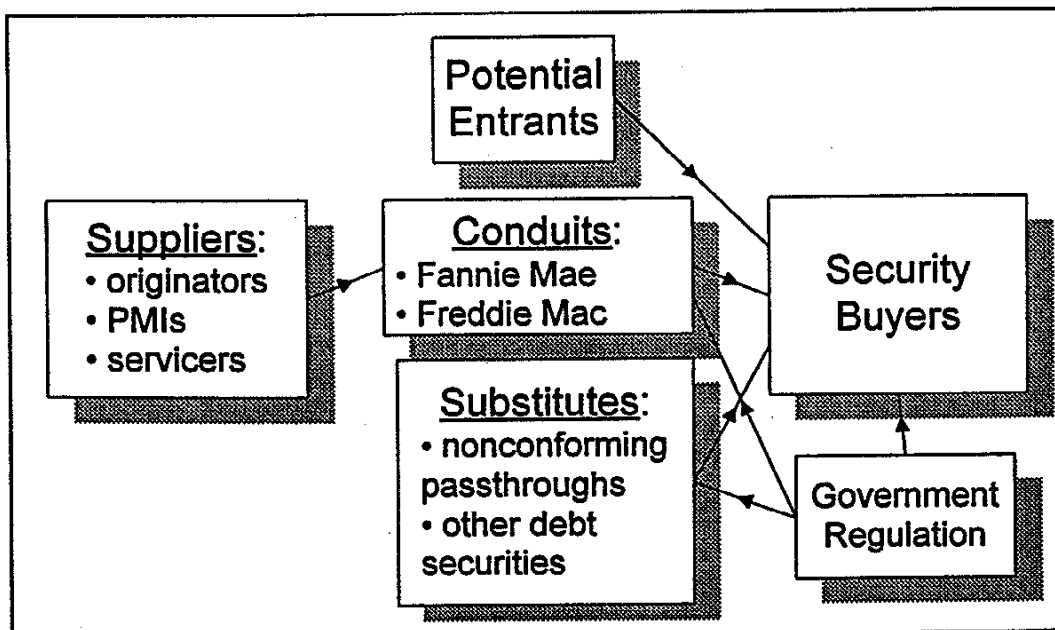 Potential
Entrants
Suppliers:
• originators
• PMIs
• servicers
Conduits:
• Fannie Mae
• Freddie Mac
Security
Buyers
Substitutes:
• nonconforming
passthroughs
• other debt
securities
Government
Regulation